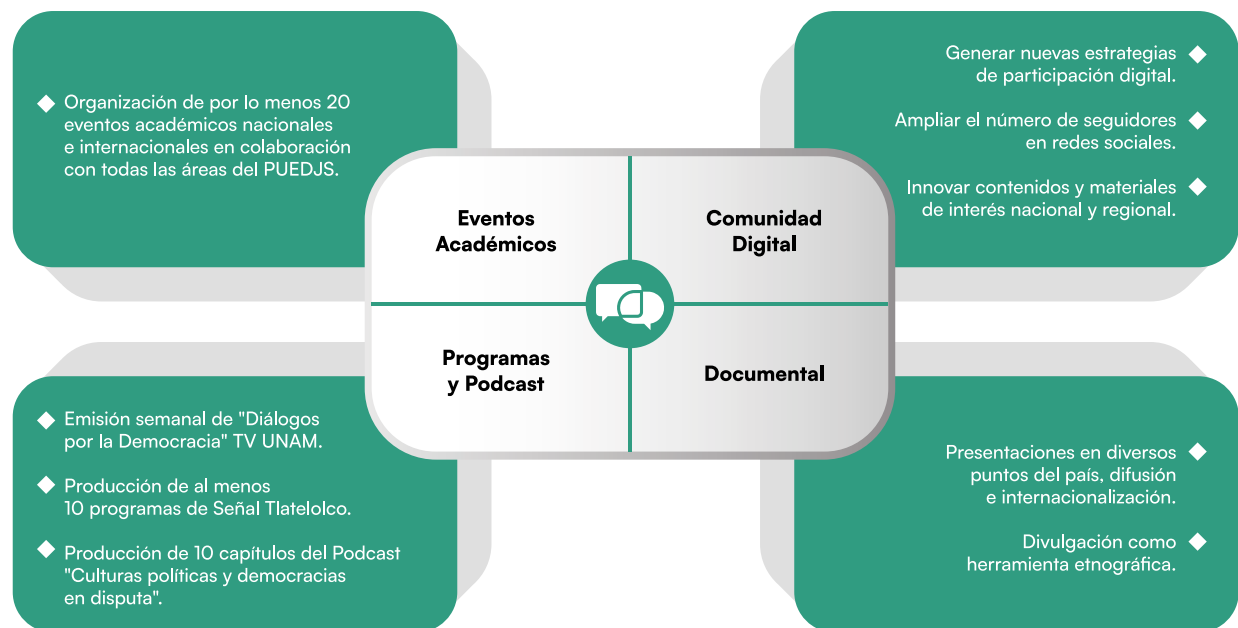 Organización de por lo menos 20
eventos académicos nacionales
e internacionales en colaboración
con todas las áreas del PUEDJS.
Generar nuevas estrategias
de participación digital.
Ampliar el número de seguidores
en redes sociales.
Innovar contenidos y materiales
de interés nacional y regional.
Eventos
Académicos
Comunidad
Digital
Programas
y Podcast
Documental
Emisión semanal de "Diálogos
por la Democracia" TV UNAM.
Producción de al menos
10 programas de Señal Tlatelolco.
Producción de 10 capítulos del Podcast
"Culturas políticas y democracias
en disputa".
Presentaciones en diversos
puntos del país, difusión
e internacionalización.
Divulgación como
herramienta etnográfica.